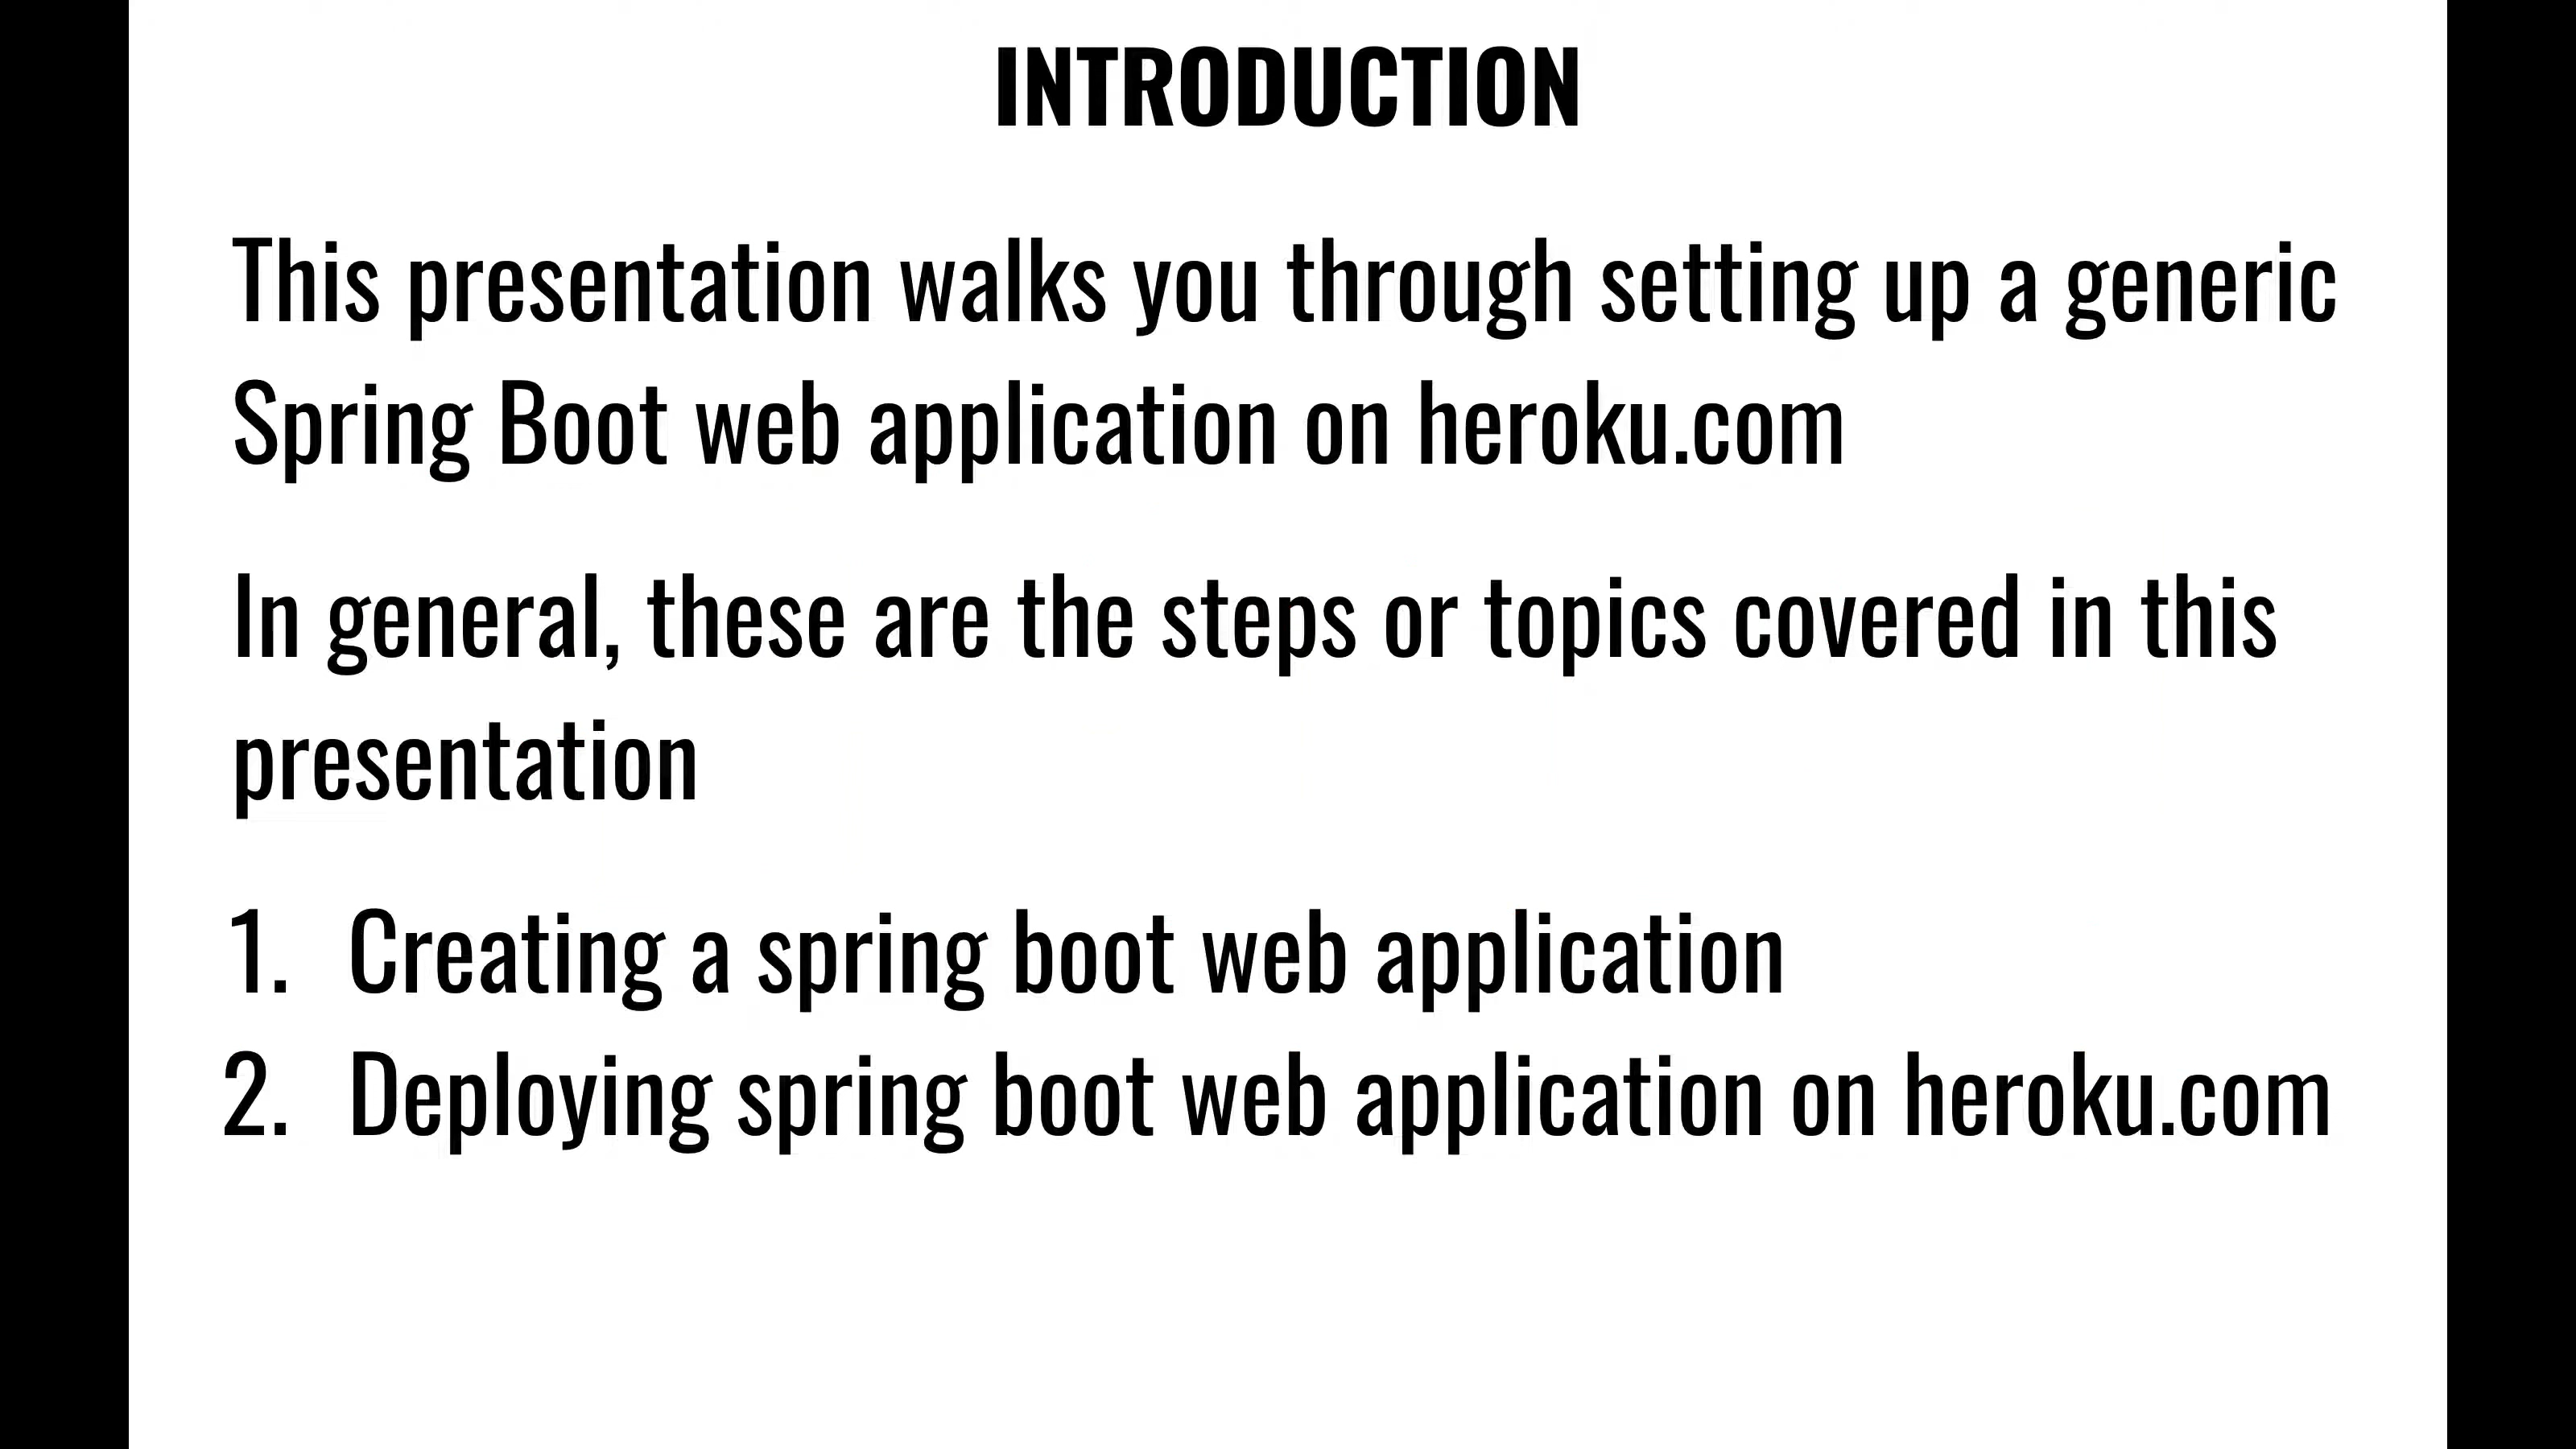 INTRODUCTION
This presentation walks you through setting up a generic
Spring Boot web application on heroku.com
In general, these are the steps or topics covered in this
presentation
1. Creating a spring boot web application
2. Deploying spring boot web application on heroku.com